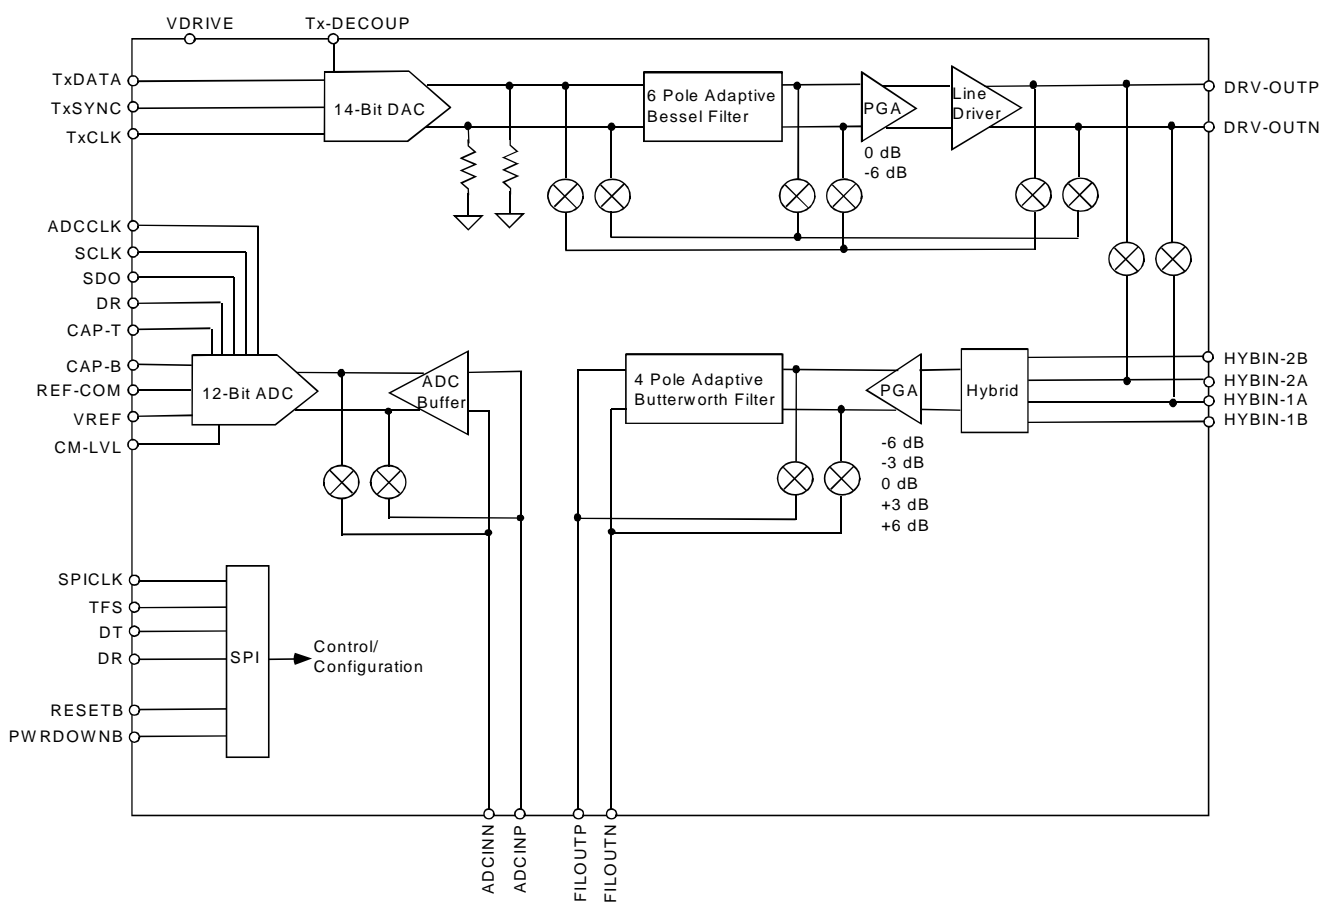 VDRIVE
Tx-DECOUP
TxDATA
TxSYNC
TxCLK
14-Bit DAC
6 Pole Adaptive
Bessel Filter
PGA
0 dB
-6 dB
Line
Driver
DRV-OUTP
DRV-OUTN
ADCCLK
SCLK
SDO
DR
CAP-T
CAP-B
REF-COM
VREF
CM-LVL
12-Bit ADC
ADC
Buffer
4 Pole Adaptive
Butterworth Filter
PGA
-6 dB
-3 dB
0 dB
+3 dB
+6 dB
Hybrid
HYBIN-2B
HYBIN-2A
HYBIN-1A
HYBIN-1B
SPICLK
TFS
DT
DR
RESETB
PWRDOWNB
SPI
Control/
Configuration
ADCINN
ADCINP
FILOUTP
FILOUTN